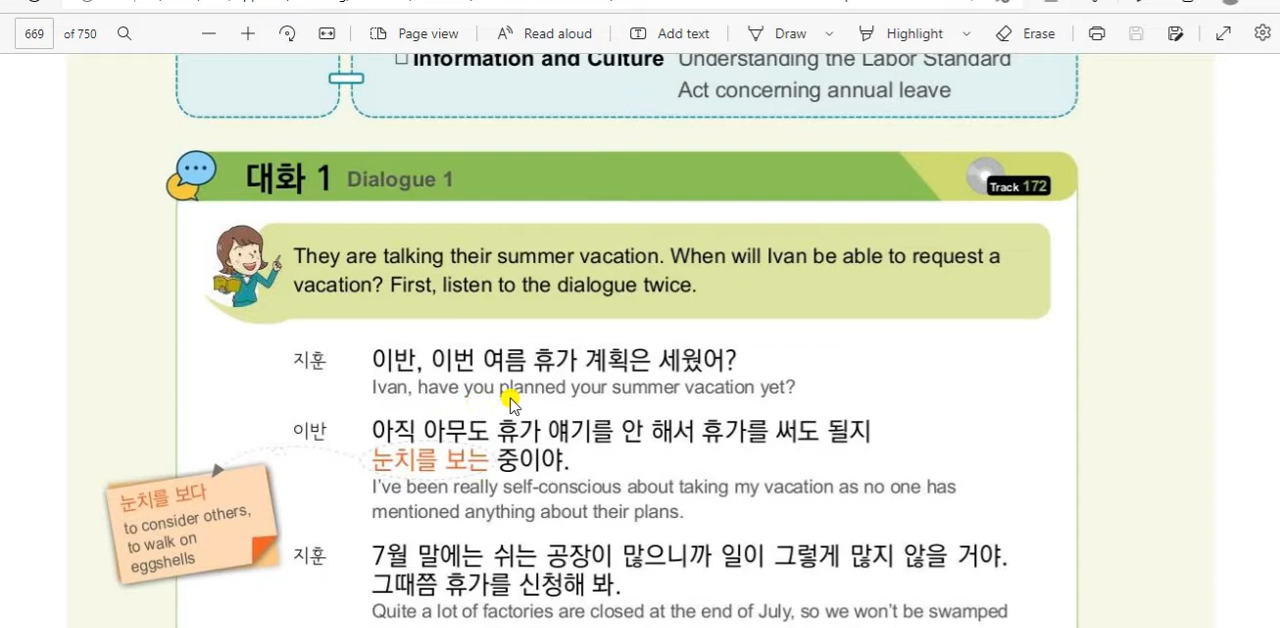 669 of 750
Page view
Read aloud
Add text
Draw
Highlight
Erase
Information and Culture Understanding the Labor Standard
Act concerning annual leave
대화 1 Dialogue 1
Track 172
They are talking their summer vacation. When will Ivan be able to request a
vacation? First, listen to the dialogue twice.
지훈 이반, 이번 여름 휴가 계획은 세웠어?
Ivan, have you planned your summer vacation yet?
이반 아직 아무도 휴가 얘기를 안 해서 휴가를 써도 될지
눈치를 보는 중이야.
I've been really self-conscious about taking my vacation as no one has
mentioned anything about their plans.
눈치를 보다
to consider others,
to walk on
eggshells
지훈 7월 말에는 쉬는 공장이 많으니까 일이 그렇게 많지 않을 거야.
그때쯤 휴가를 신청해 봐.
Quite a lot of factories are closed at the end of July, so we won't be swamped